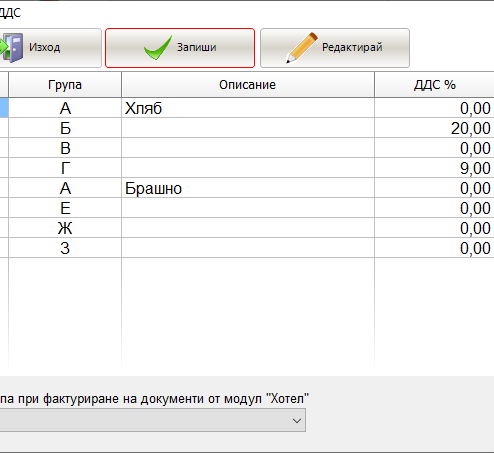 ДДС
Изход Запиши Редактирай
Група Описание ДДС %
А Хляб 0,00
Б 20,00
В 0,00
Г 9,00
А Брашно 0,00
Е 0,00
Ж 0,00
З 0,00
па при фактуриране на документи от модул "Хотел"